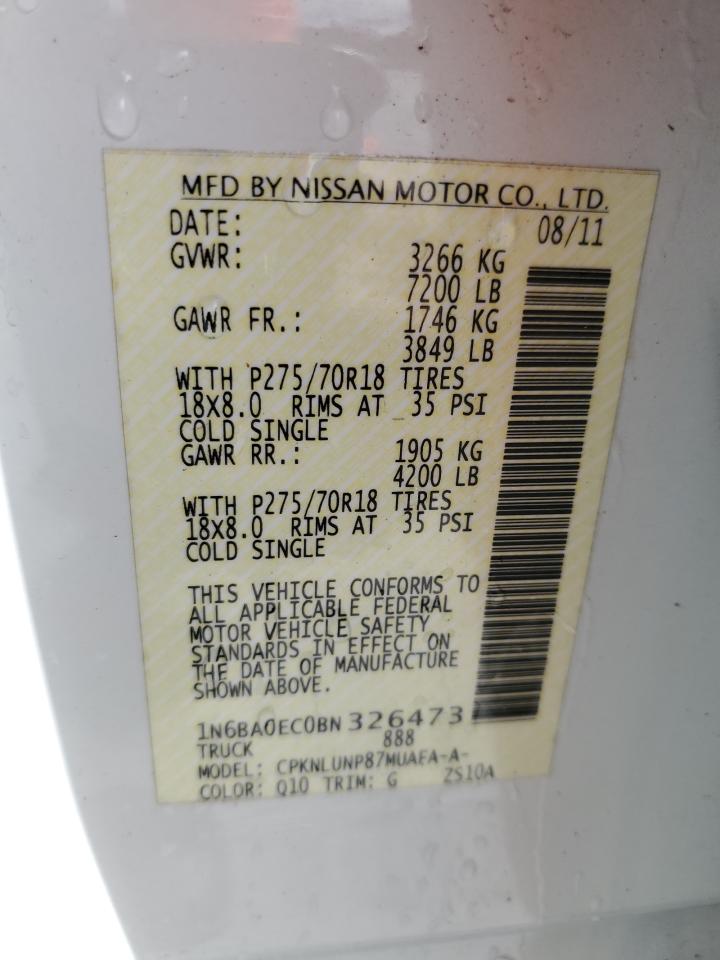 MFD BY NISSAN MOTOR CO., LTD.
DATE: 08/11
GVWR: 3266 KG
7200 LB
GAWR FR.: 1746 KG
3849 LB
WITH P275/70R18 TIRES
18X8.0 RIMS AT 35 PSI
COLD SINGLE
GAWR RR.: 1905 KG
4200 LB
WITH P275/70R18 TIRES
18X8.0 RIMS AT 35 PSI
COLD SINGLE
THIS VEHICLE CONFORMS TO
ALL APPLICABLE FEDERAL
MOTOR VEHICLE SAFETY
STANDARDS IN EFFECT ON
THE DATE OF MANUFACTURE
SHOWN ABOVE.
1N6BA0EC0BN 326473
TRUCK 888
MODEL: CPKNLUNP87MUAFA-A-
COLOR: Q10 TRIM: G ZS10A